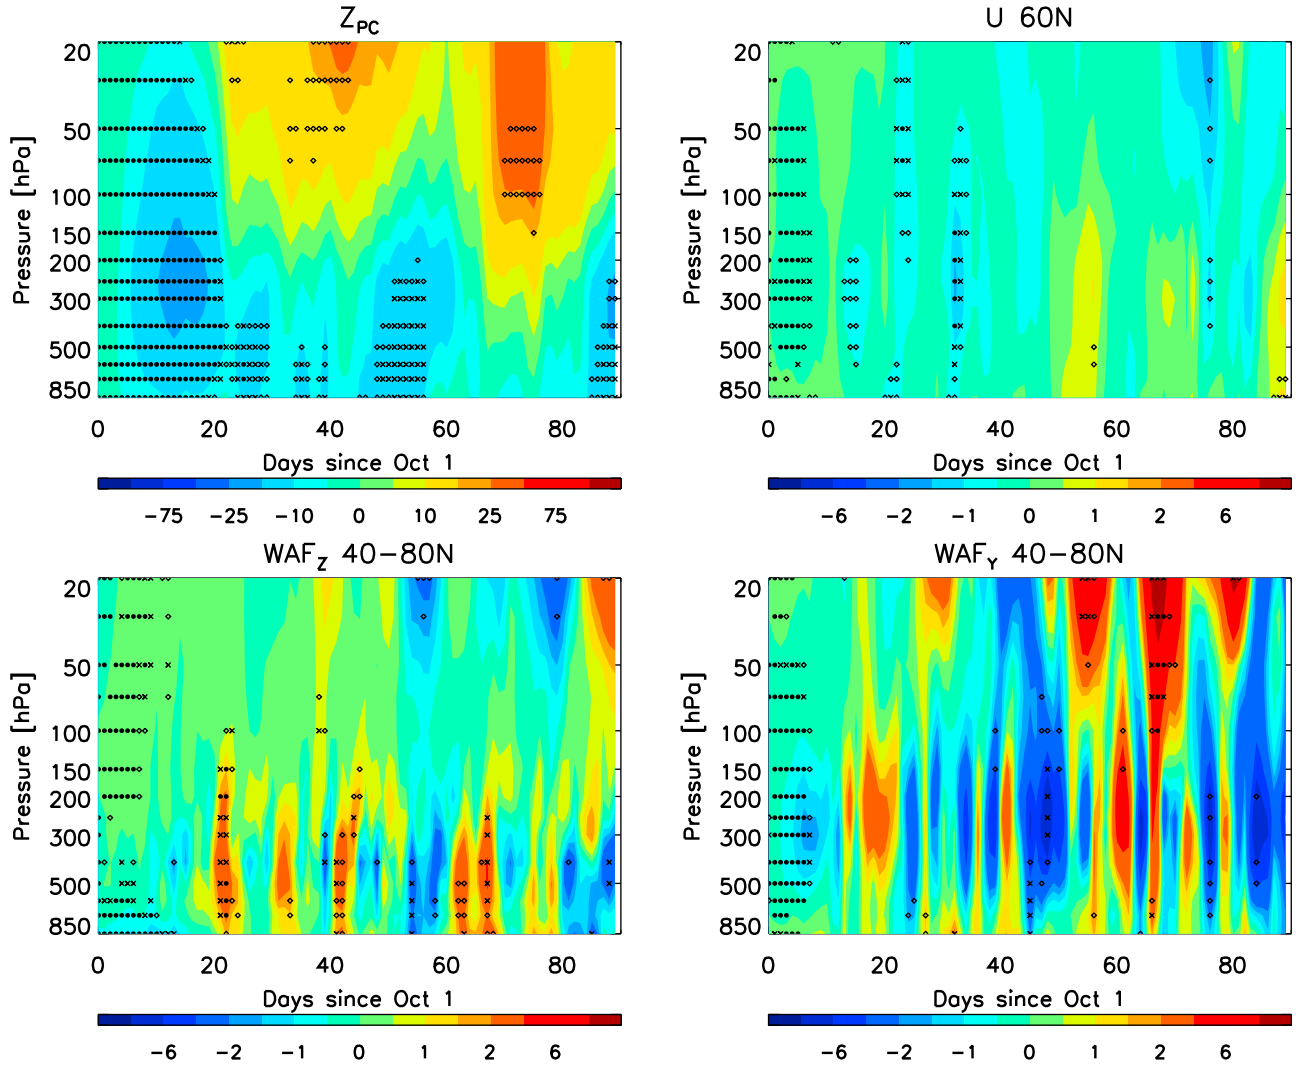 Z_PC
Pressure [hPa]
20
50
100
150
200
300
500
850
0 20 40 60 80
Days since Oct 1
−75 −25 −10 0 10 25 75
U 60N
Pressure [hPa]
20
50
100
150
200
300
500
850
0 20 40 60 80
Days since Oct 1
−6 −2 −1 0 1 2 6
WAF_Z 40−80N
Pressure [hPa]
20
50
100
150
200
300
500
850
0 20 40 60 80
Days since Oct 1
−6 −2 −1 0 1 2 6
WAF_Y 40−80N
Pressure [hPa]
20
50
100
150
200
300
500
850
0 20 40 60 80
Days since Oct 1
−6 −2 −1 0 1 2 6